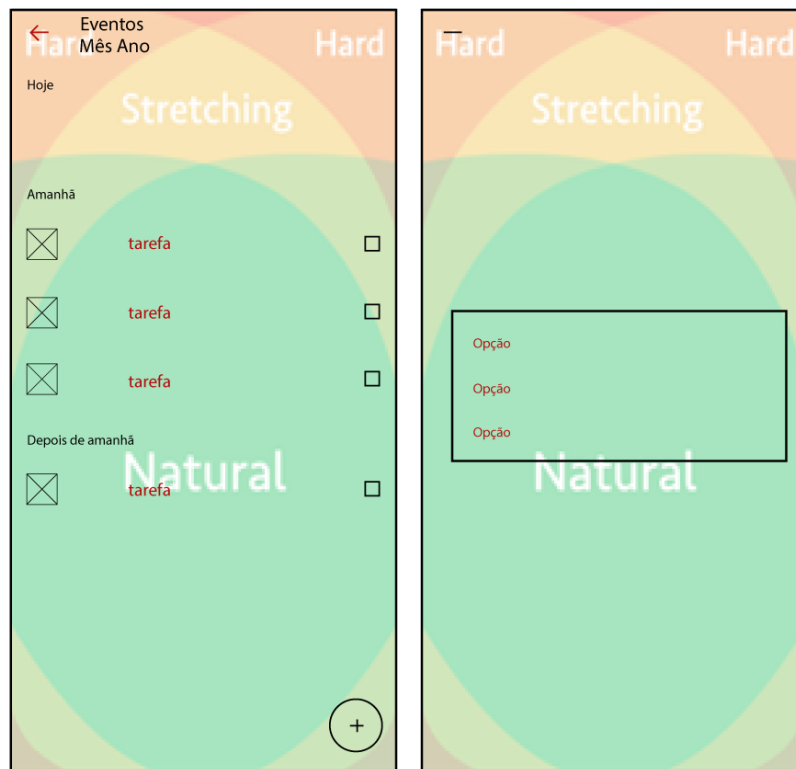 Eventos
Mês Ano
Hard
Hard
Hoje
Stretching
Amanhã
tarefa
tarefa
tarefa
Depois de amanhã
Natural
tarefa
+
Hard
Hard
Stretching
Opção
Opção
Opção
Natural